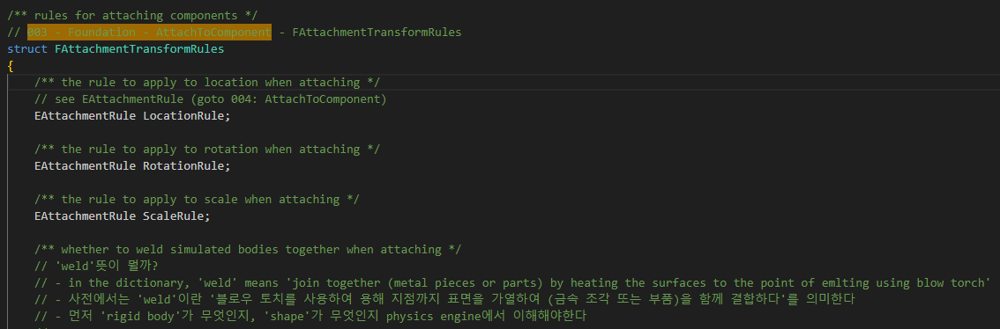 /** rules for attaching components */
// 003 - Foundation - AttachToComponent - FAttachmentTransformRules
struct FAttachmentTransformRules
{
/** the rule to apply to location when attaching */
// see EAttachmentRule (goto 004: AttachToComponent)
EAttachmentRule LocationRule;
/** the rule to apply to rotation when attaching */
EAttachmentRule RotationRule;
/** the rule to apply to scale when attaching */
EAttachmentRule ScaleRule;
/** whether to weld simulated bodies together when attaching */
// 'weld'뜻이 뭘까?
// - in the dictionary, 'weld' means 'join together (metal pieces or parts) by heating the surfaces to the point of emlting using blow torch'
// - 사전에서는 'weld'이란 '블로우 토치를 사용하여 용해 지점까지 표면을 가열하여 (금속 조각 또는 부품)을 함께 결합하다'를 의미한다
// - 먼저 'rigid body'가 무엇인지, 'shape'가 무엇인지 physics engine에서 이해해야한다